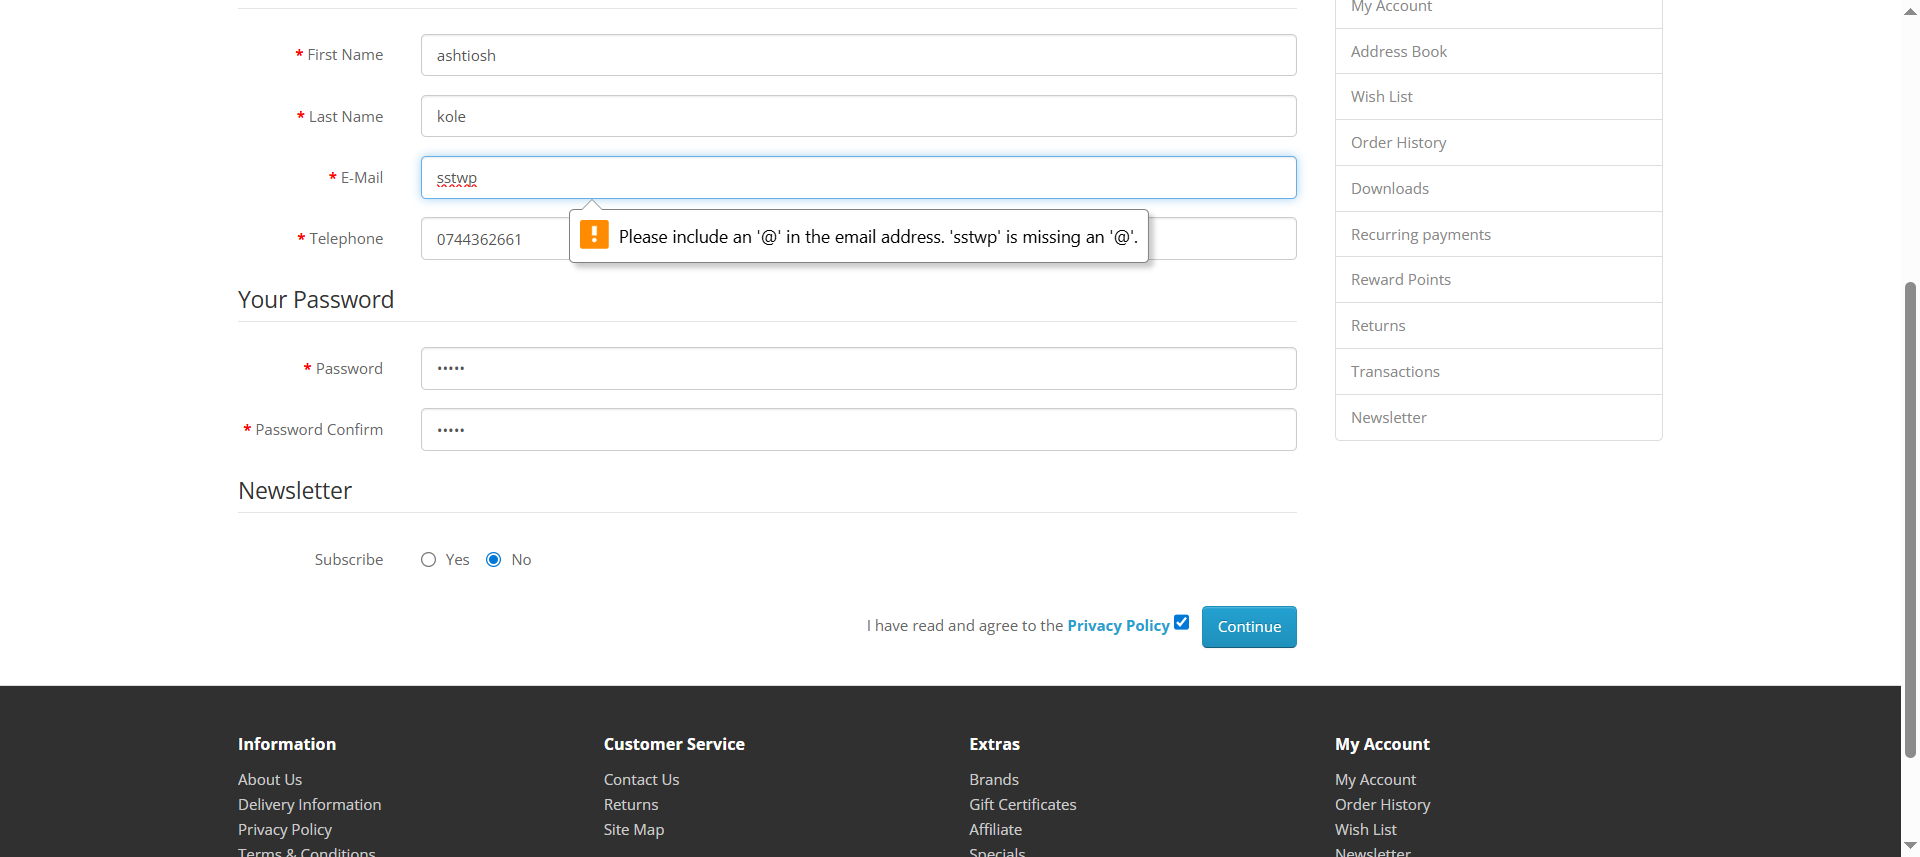 My Account
* First Name ashtiosh
Address Book
Wish List
* Last Name kole
Order History
* E-Mail sstwp
Downloads
* Telephone 0744362661
! Please include an '@' in the email address. 'sstwp' is missing an '@'.
Recurring payments
Reward Points
Your Password
Returns
* Password •••••
Transactions
Newsletter
* Password Confirm •••••
Newsletter
Subscribe Yes No
I have read and agree to the Privacy Policy Continue
Information Customer Service Extras My Account
About Us Contact Us Brands My Account
Delivery Information Returns Gift Certificates Order History
Privacy Policy Site Map Affiliate Wish List
Terms & Conditions Specials Newsletter